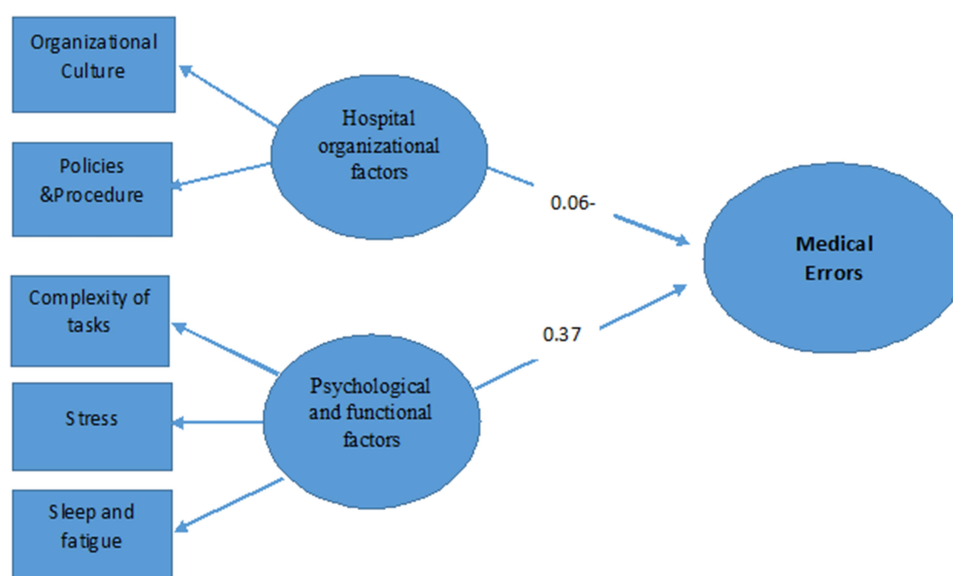 Organizational
Culture
Policies
&Procedure
Hospital
organizational
factors
0.06-
Medical
Errors
Complexity of
tasks
Stress
Sleep and
fatigue
Psychological
and functional
factors
0.37